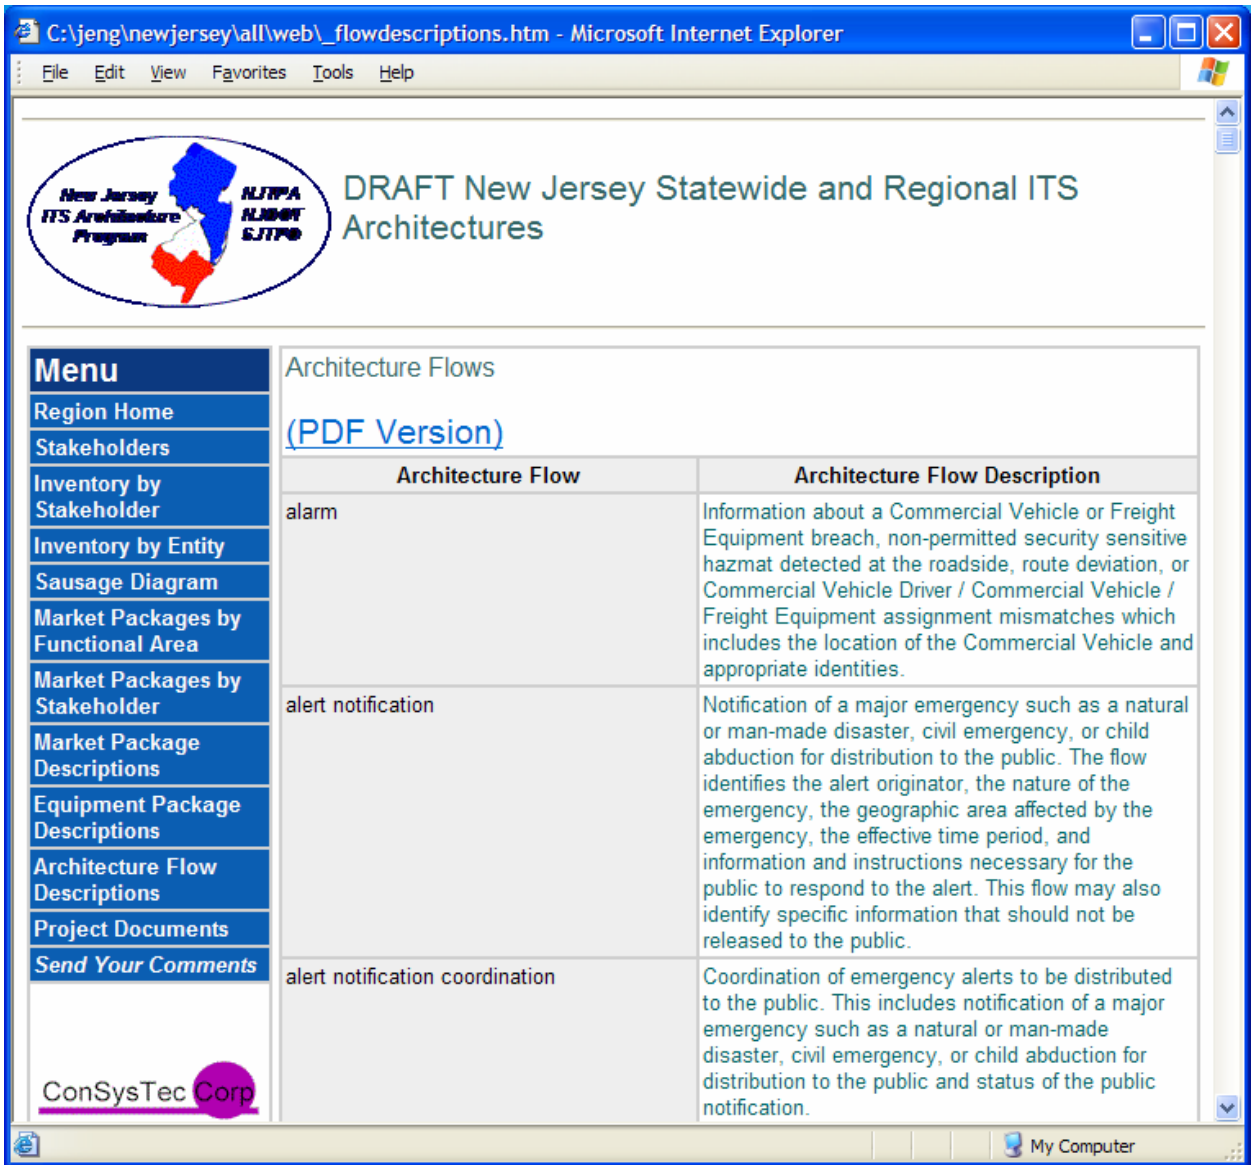 C:\jeng\newjersey\all\web\_flowdescriptions.htm - Microsoft Internet Explorer
File Edit View Favorites Tools Help
New Jersey
ITS Architecture
Program
NJTPA
NJDOT
SJTPO
DRAFT New Jersey Statewide and Regional ITS
Architectures
Menu
Region Home
Stakeholders
Inventory by
Stakeholder
Inventory by Entity
Sausage Diagram
Market Packages by
Functional Area
Market Packages by
Stakeholder
Market Package
Descriptions
Equipment Package
Descriptions
Architecture Flow
Descriptions
Project Documents
Send Your Comments
ConSysTec Corp
Architecture Flows
(PDF Version)
Architecture Flow
Architecture Flow Description
alarm
Information about a Commercial Vehicle or Freight
Equipment breach, non-permitted security sensitive
hazmat detected at the roadside, route deviation, or
Commercial Vehicle Driver / Commercial Vehicle /
Freight Equipment assignment mismatches which
includes the location of the Commercial Vehicle and
appropriate identities.
alert notification
Notification of a major emergency such as a natural
or man-made disaster, civil emergency, or child
abduction for distribution to the public. The flow
identifies the alert originator, the nature of the
emergency, the geographic area affected by the
emergency, the effective time period, and
information and instructions necessary for the
public to respond to the alert. This flow may also
identify specific information that should not be
released to the public.
alert notification coordination
Coordination of emergency alerts to be distributed
to the public. This includes notification of a major
emergency such as a natural or man-made
disaster, civil emergency, or child abduction for
distribution to the public and status of the public
notification.
My Computer